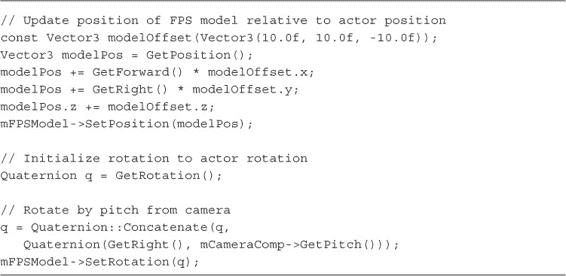 // Update position of FPS model relative to actor position
const Vector3 modelOffset(Vector3(10.0f, 10.0f, -10.0f));
Vector3 modelPos = GetPosition();
modelPos += GetForward() * modelOffset.x;
modelPos += GetRight() * modelOffset.y;
modelPos.z += modelOffset.z;
mFPSModel->SetPosition(modelPos);

// Initialize rotation to actor rotation
Quaternion q = GetRotation();

// Rotate by pitch from camera
q = Quaternion::Concatenate(q,
   Quaternion(GetRight(), mCameraComp->GetPitch()));
mFPSModel->SetRotation(q);